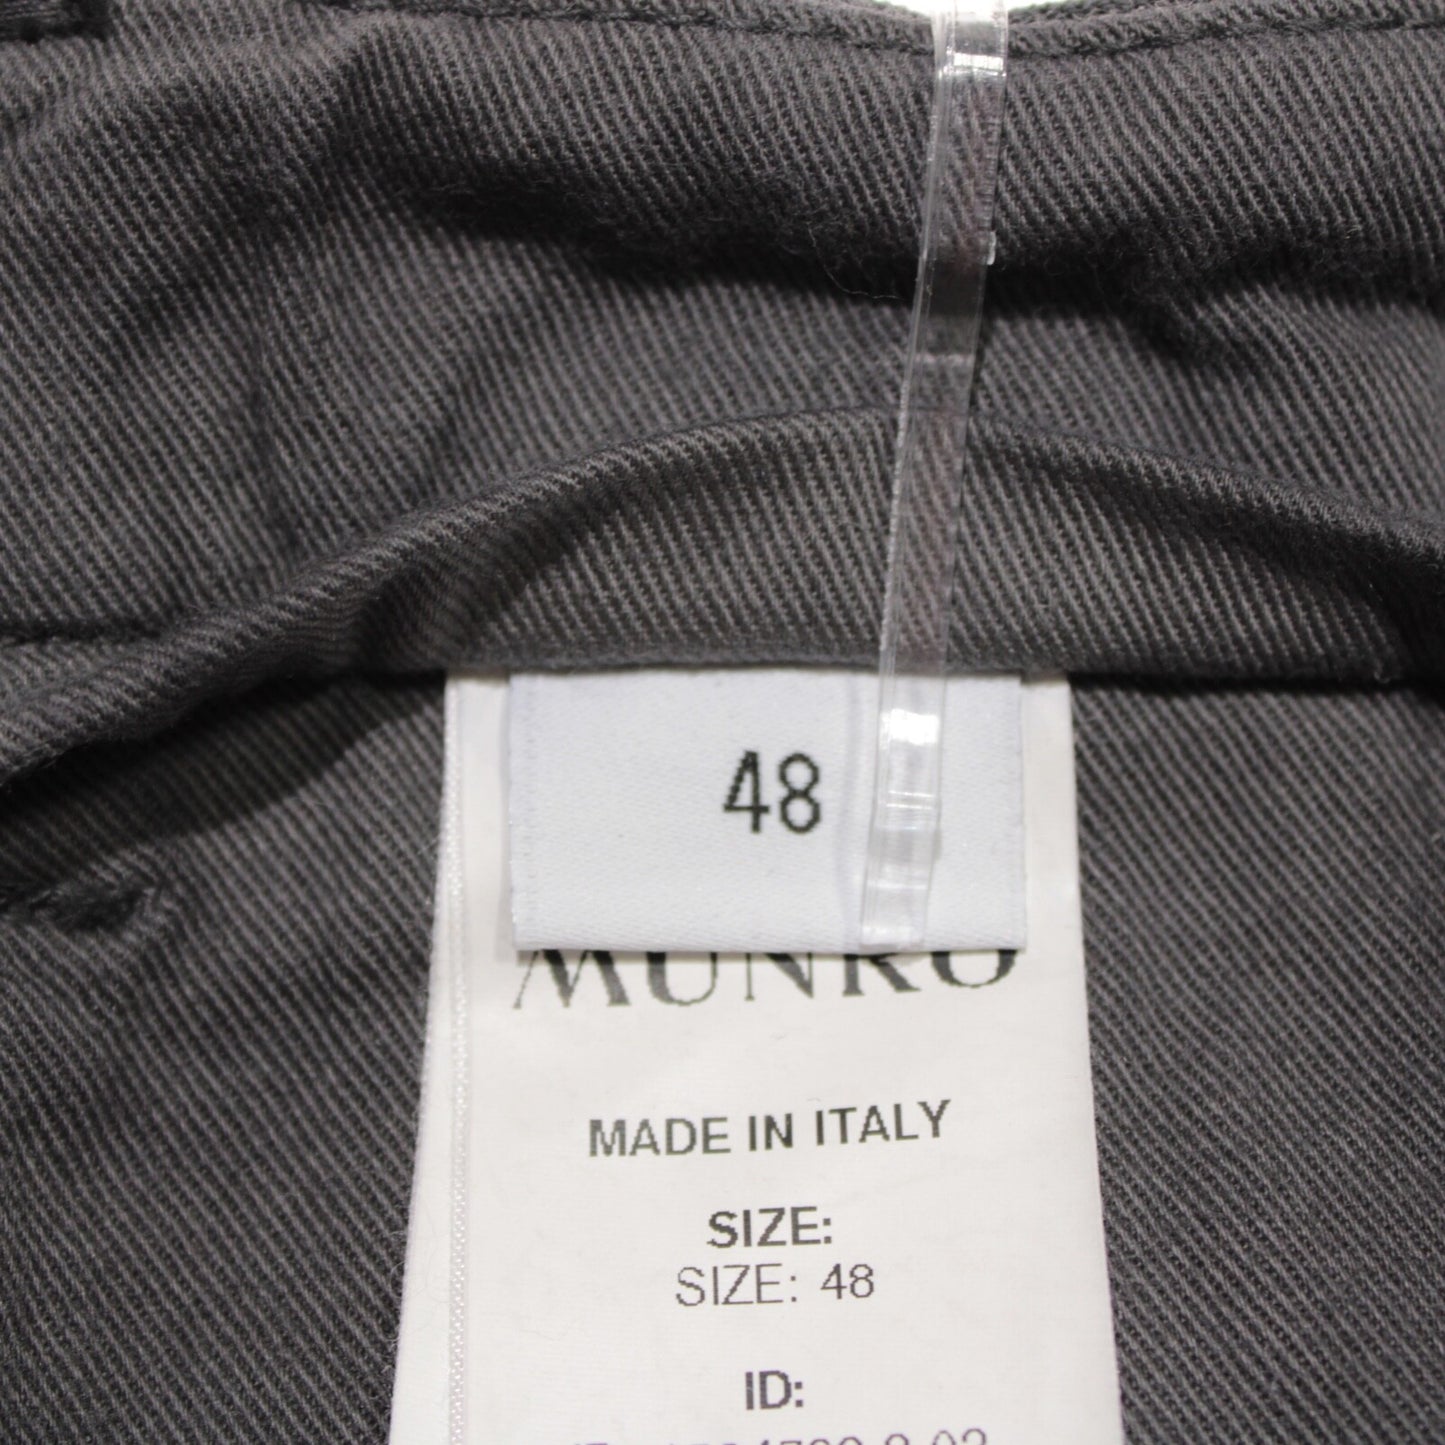 48
MUNRO
MADE IN ITALY
SIZE:
SIZE: 48
ID: